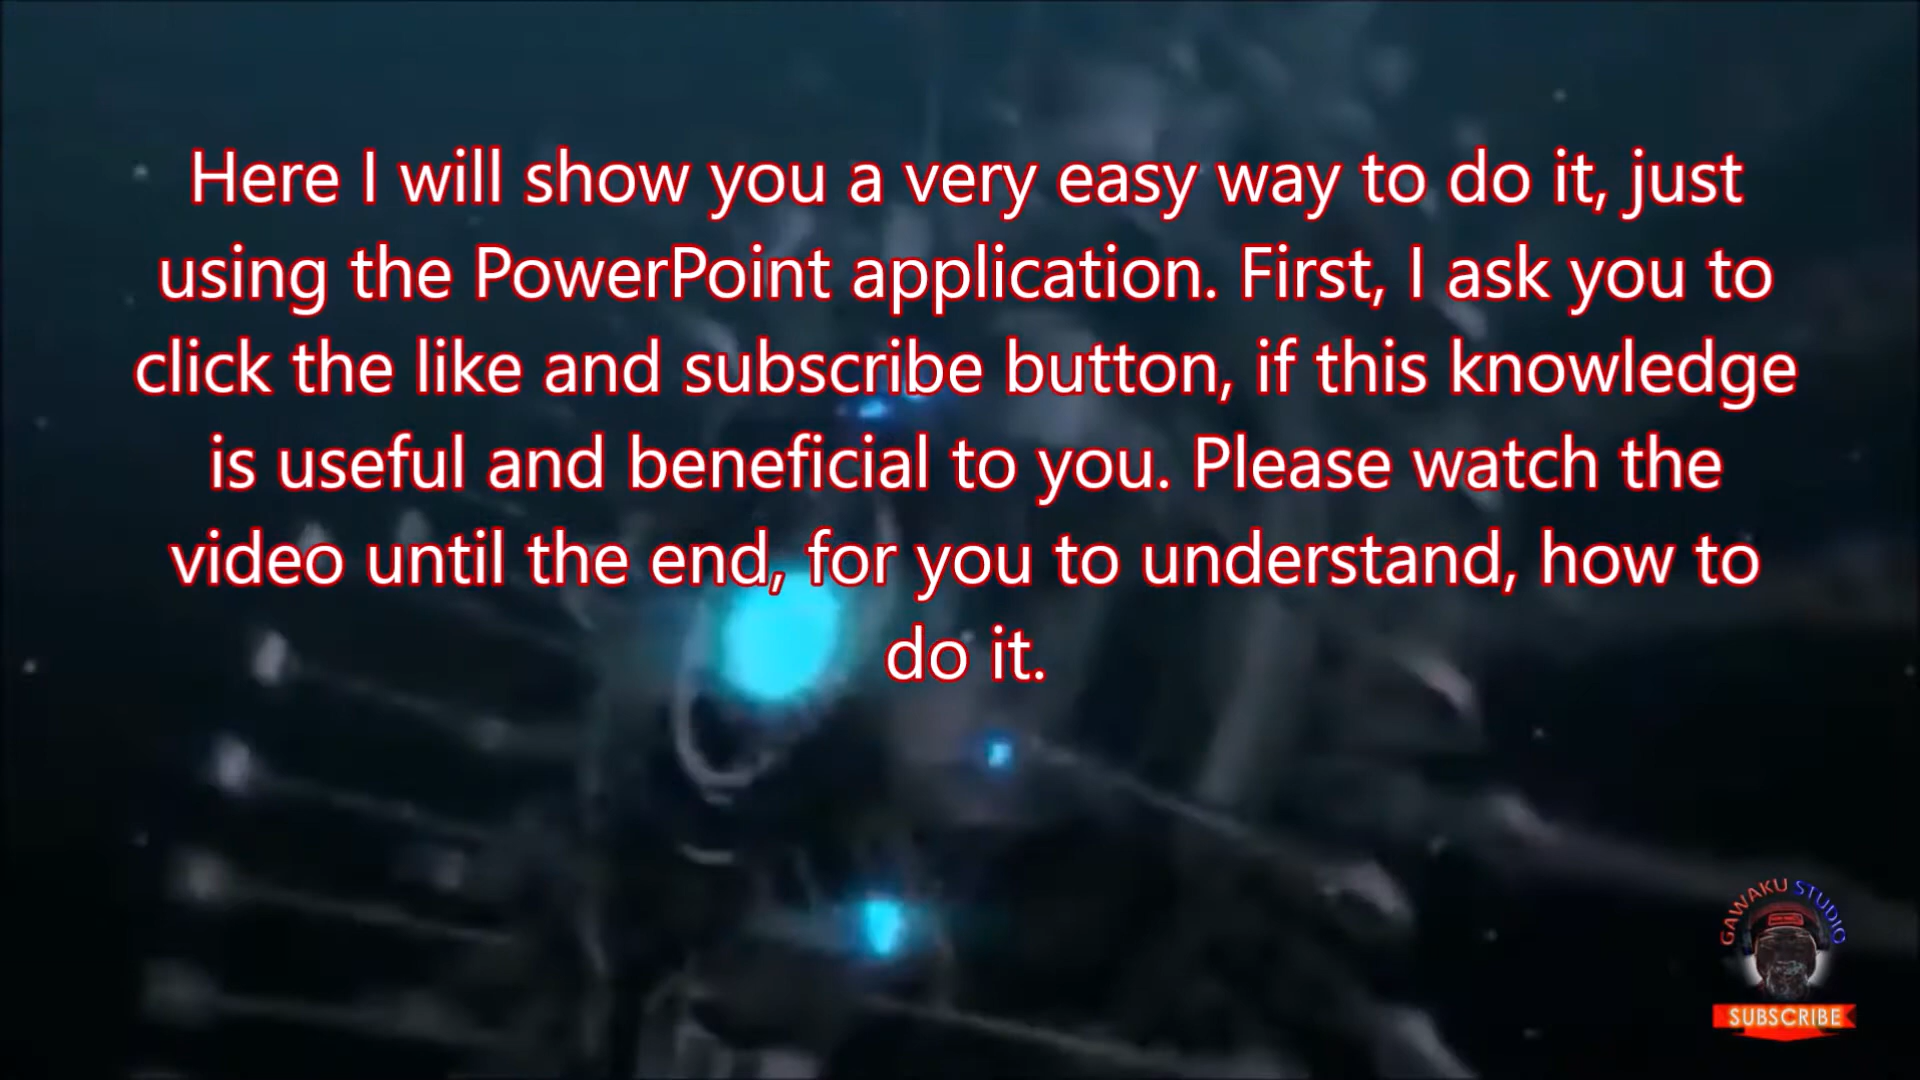 Here I will show you a very easy way to do it, just
using the PowerPoint application. First, I ask you to
click the like and subscribe button, if this knowledge
is useful and beneficial to you. Please watch the
video until the end, for you to understand, how to
do it.
GAWAKU STUDIO
SUBSCRIBE